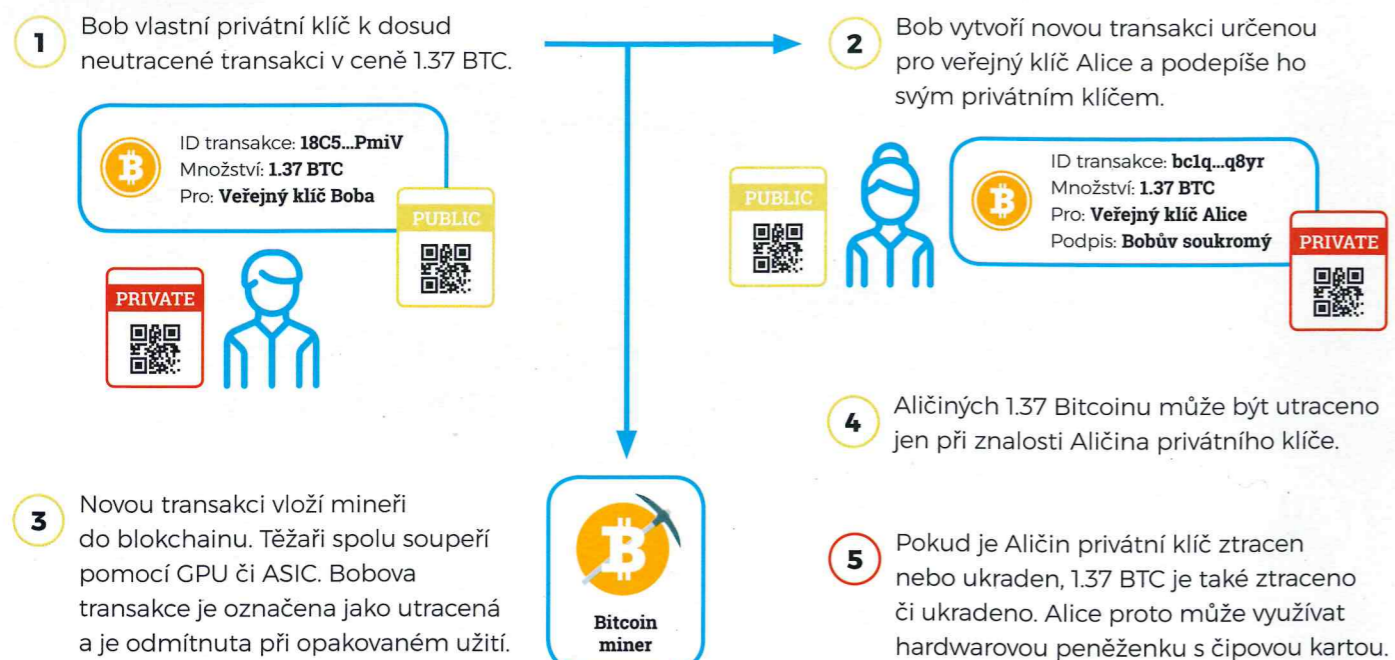 1
Bob vlastní privátní klíč k dosud
neutracené transakci v ceně 1.37 BTC.
ID transakce: 18C5...PmiV
Množství: 1.37 BTC
Pro: Veřejný klíč Boba
PUBLIC
PRIVATE
2
Bob vytvoří novou transakci určenou
pro veřejný klíč Alice a podepíše ho
svým privátním klíčem.
PUBLIC
ID transakce: bc1q...q8yr
Množství: 1.37 BTC
Pro: Veřejný klíč Alice
Podpis: Bobův soukromý
PRIVATE
3
Novou transakci vloží mineři
do blokchainu. Těžaři spolu soupeří
pomocí GPU či ASIC. Bobova
transakce je označena jako utracená
a je odmítnuta při opakovaném užití.
Bitcoin
miner
4
Aličiných 1.37 Bitcoinu může být utraceno
jen při znalosti Aličina privátního klíče.
5
Pokud je Aličin privátní klíč ztracen
nebo ukraden, 1.37 BTC je také ztraceno
či ukradeno. Alice proto může využívat
hardwarovou peněženku s čipovou kartou.